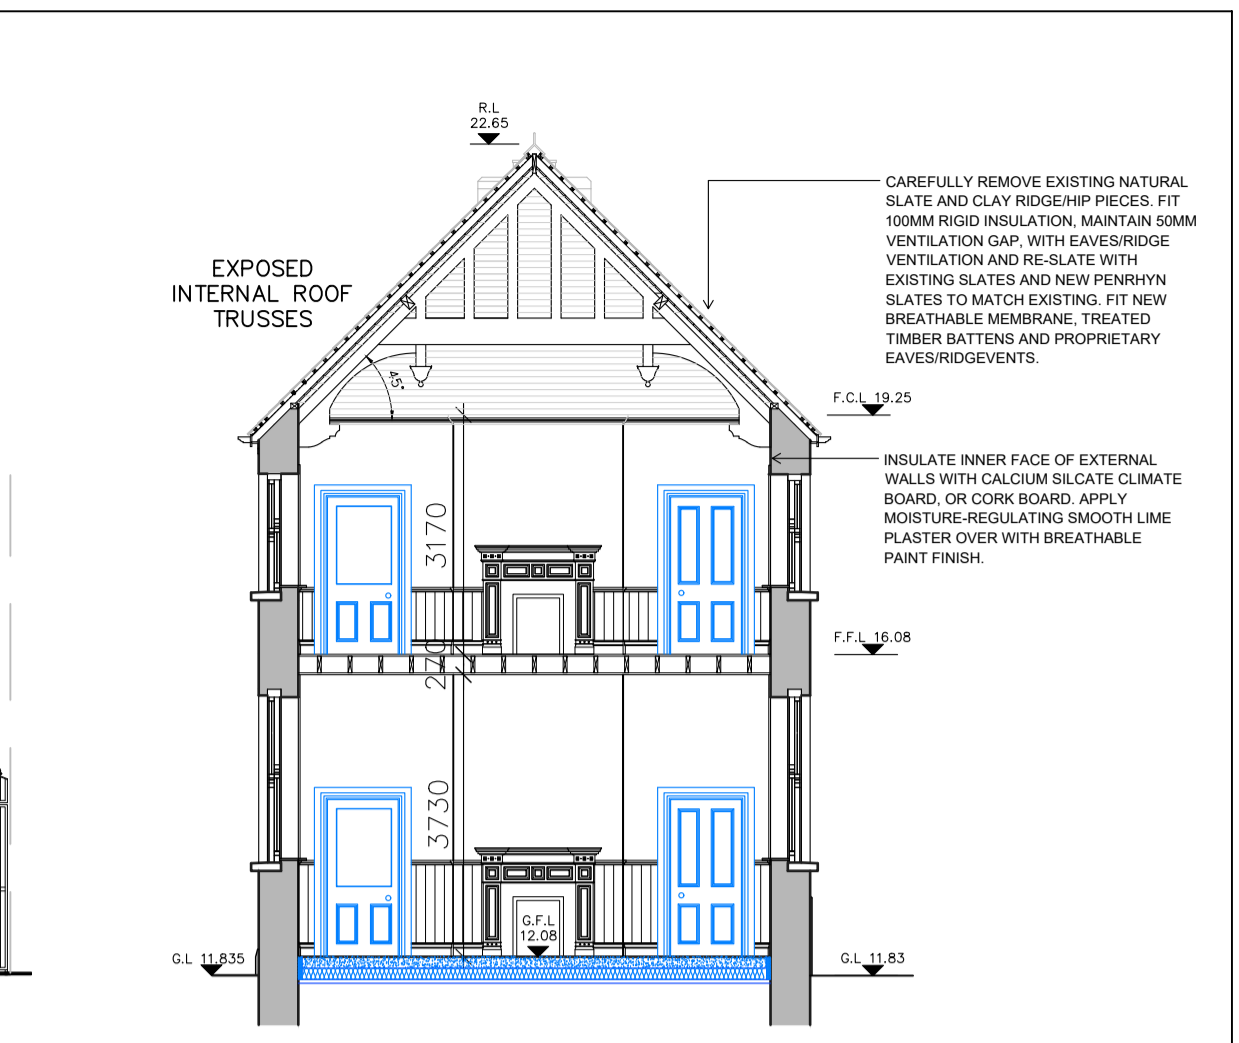 R.L
22.65
CAREFULLY REMOVE EXISTING NATURAL
SLATE AND CLAY RIDGE/HIP PIECES. FIT
100MM RIGID INSULATION, MAINTAIN 50MM
VENTILATION GAP, WITH EAVES/RIDGE
VENTILATION AND RE-SLATE WITH
EXISTING SLATES AND NEW PENRHYN
SLATES TO MATCH EXISTING. FIT NEW
BREATHABLE MEMBRANE, TREATED
TIMBER BATTENS AND PROPRIETARY
EAVES/RIDGEVENTS.
EXPOSED
INTERNAL ROOF
TRUSSES
45°
F.C.L 19.25
INSULATE INNER FACE OF EXTERNAL
WALLS WITH CALCIUM SILCATE CLIMATE
BOARD, OR CORK BOARD. APPLY
MOISTURE-REGULATING SMOOTH LIME
PLASTER OVER WITH BREATHABLE
PAINT FINISH.
3170
F.F.L 16.08
270
3730
G.F.L
12.08
G.L 11.835
G.L 11.83